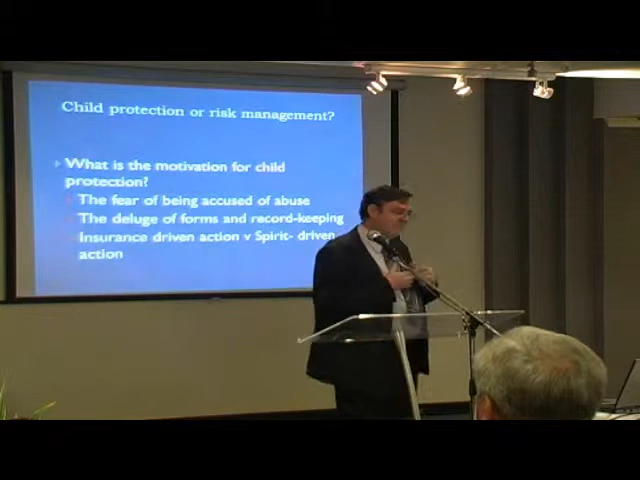 Child protection or risk management?
What is the motivation for child
protection?
The fear of being accused of abuse
The deluge of forms and record-keeping
Insurance driven action v Spirit- driven
action